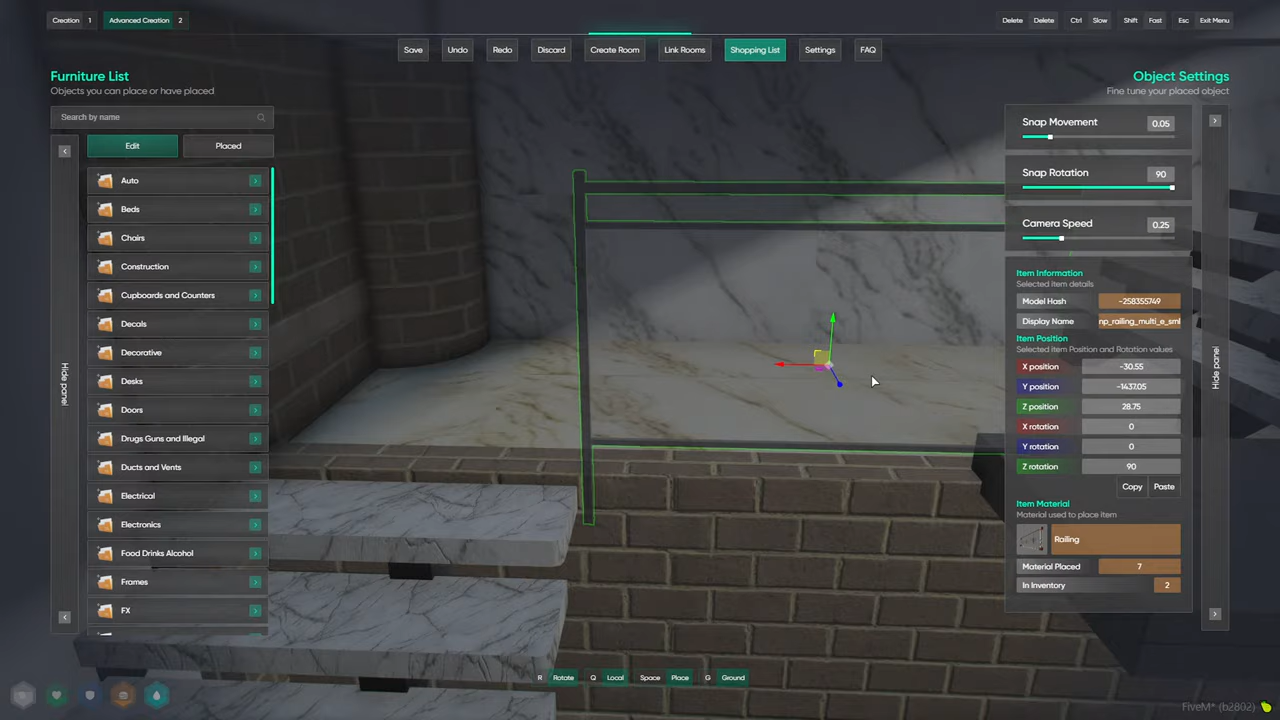 Creation 1 Advanced Creation 2
Delete Delete Ctrl Slow Shift Fast Esc Exit Menu
Save Undo Redo Discard Create Room Link Rooms Shopping List Settings FAQ
Furniture List
Objects you can place or have placed
Search by name
Edit Placed
Auto
Beds
Chairs
Construction
Cupboards and Counters
Decals
Decorative
Desks
Doors
Drugs Guns and Illegal
Ducts and Vents
Electrical
Electronics
Food Drinks Alcohol
Frames
FX
Hide panel
Object Settings
Fine tune your placed object
Snap Movement 0.05
Snap Rotation 90
Camera Speed 0.25
Item Information
Selected item details
Model Hash -258355749
Display Name np_railing_multi_e_sml
Item Position
Selected item Position and Rotation values
X position -30.55
Y position -1437.05
Z position 28.75
X rotation 0
Y rotation 0
Z rotation 90
Copy Paste
Item Material
Material used to place item
Railing
Material Placed 7
In Inventory 2
Hide panel
R Rotate Q Local Space Place G Ground
FiveM* (b2802)